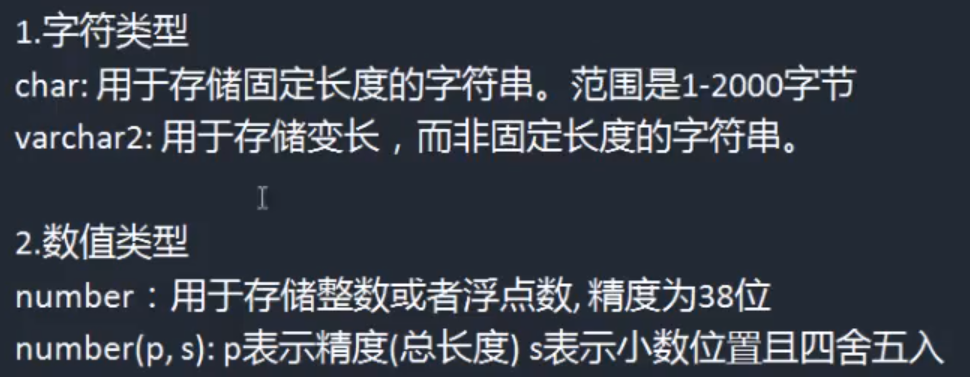 1.字符类型
char: 用于存储固定长度的字符串。范围是1-2000字节
varchar2: 用于存储变长，而非固定长度的字符串。
2.数值类型
number：用于存储整数或者浮点数, 精度为38位
number(p, s): p表示精度(总长度) s表示小数位置且四舍五入